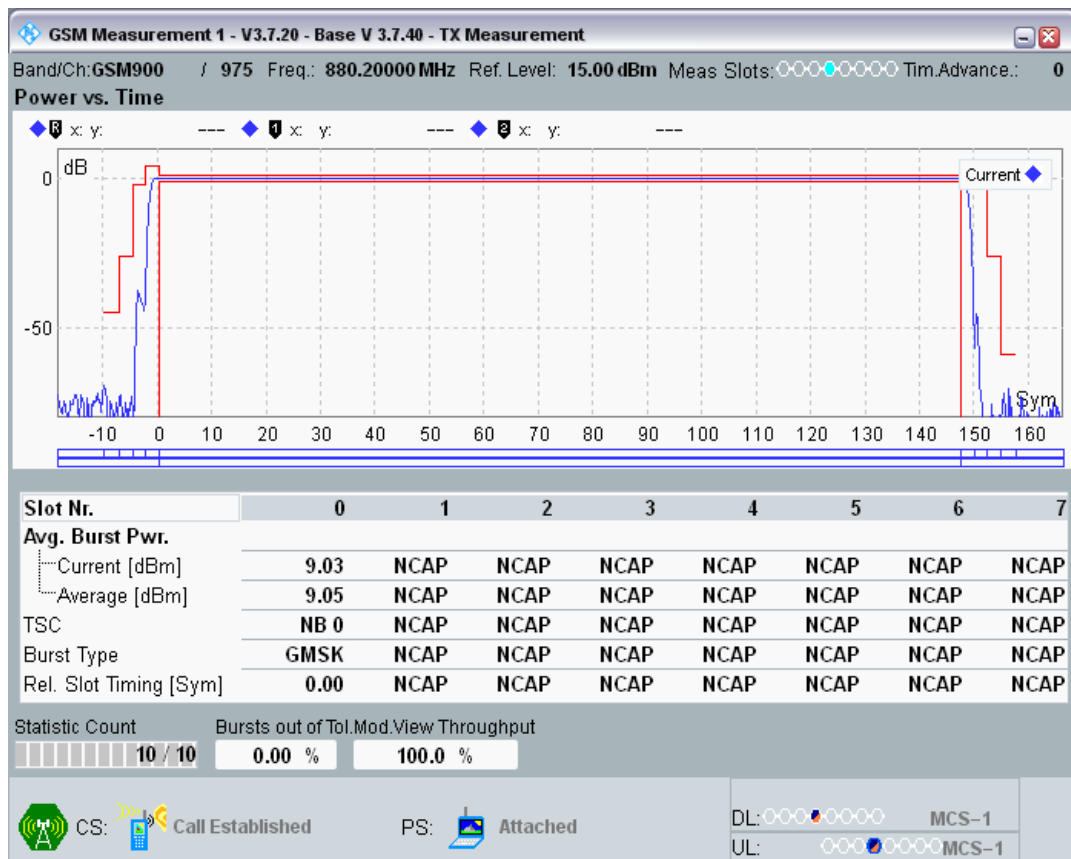 GSM Measurement 1 - V3.7.20 - Base V 3.7.40 - TX Measurement
Band/Ch:GSM900 / 975 Freq.: 880.20000 MHz Ref. Level: 15.00 dBm Meas Slots: Tim.Advance.: 0
Power vs. Time
R x: y: --- 1 x: y: --- 2 x: y: ---
dB
Current
0
-50
Sym
-10 0 10 20 30 40 50 60 70 80 90 100 110 120 130 140 150 160
Slot Nr. 0 1 2 3 4 5 6 7
Avg. Burst Pwr.
Current [dBm] 9.03 NCAP NCAP NCAP NCAP NCAP NCAP NCAP
Average [dBm] 9.05 NCAP NCAP NCAP NCAP NCAP NCAP NCAP
TSC NB 0 NCAP NCAP NCAP NCAP NCAP NCAP NCAP
Burst Type GMSK NCAP NCAP NCAP NCAP NCAP NCAP NCAP
Rel. Slot Timing [Sym] 0.00 NCAP NCAP NCAP NCAP NCAP NCAP NCAP
Statistic Count Bursts out of Tol.Mod.View Throughput
10 / 10 0.00 % 100.0 %
CS: Call Established PS: Attached
DL: MCS-1
UL: MCS-1